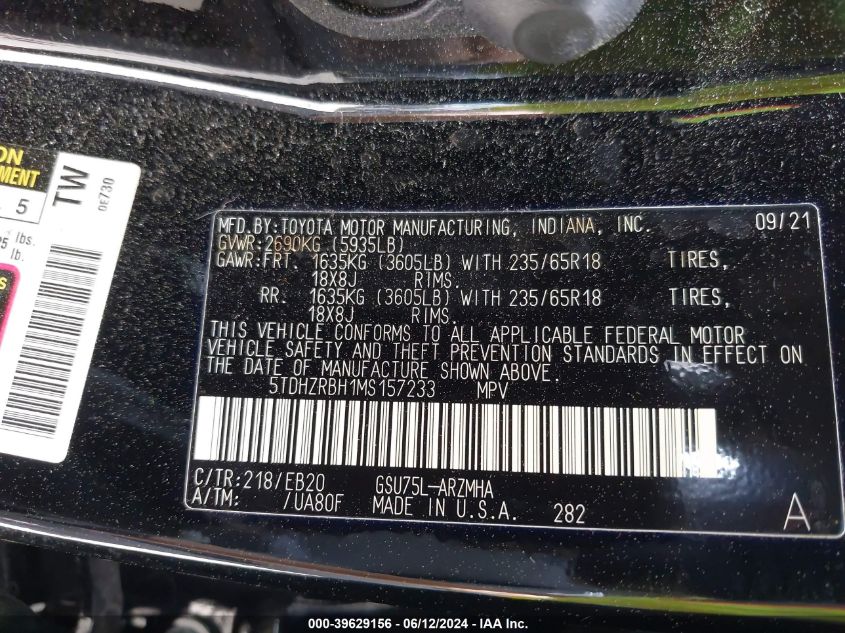 ON
MENT
5
25 lbs.
lb.
s
TW
0E730
MFD.BY:TOYOTA MOTOR MANUFACTURING, INDIANA, INC. 09/21
GVWR:2690KG (5935LB)
GAWR:FRT. 1635KG (3605LB) WITH 235/65R18 TIRES,
18X8J RIMS.
RR. 1635KG (3605LB) WITH 235/65R18 TIRES,
18X8J RIMS.
THIS VEHICLE CONFORMS TO ALL APPLICABLE FEDERAL MOTOR
VEHICLE SAFETY AND THEFT PREVENTION STANDARDS IN EFFECT ON
THE DATE OF MANUFACTURE SHOWN ABOVE.
5TDHZRBH1MS157233 MPV
C/TR:218/EB20 GSU75L-ARZMHA
A/TM: /UA80F MADE IN U.S.A. 282 A
000-39629156 - 06/12/2024 - IAA Inc.